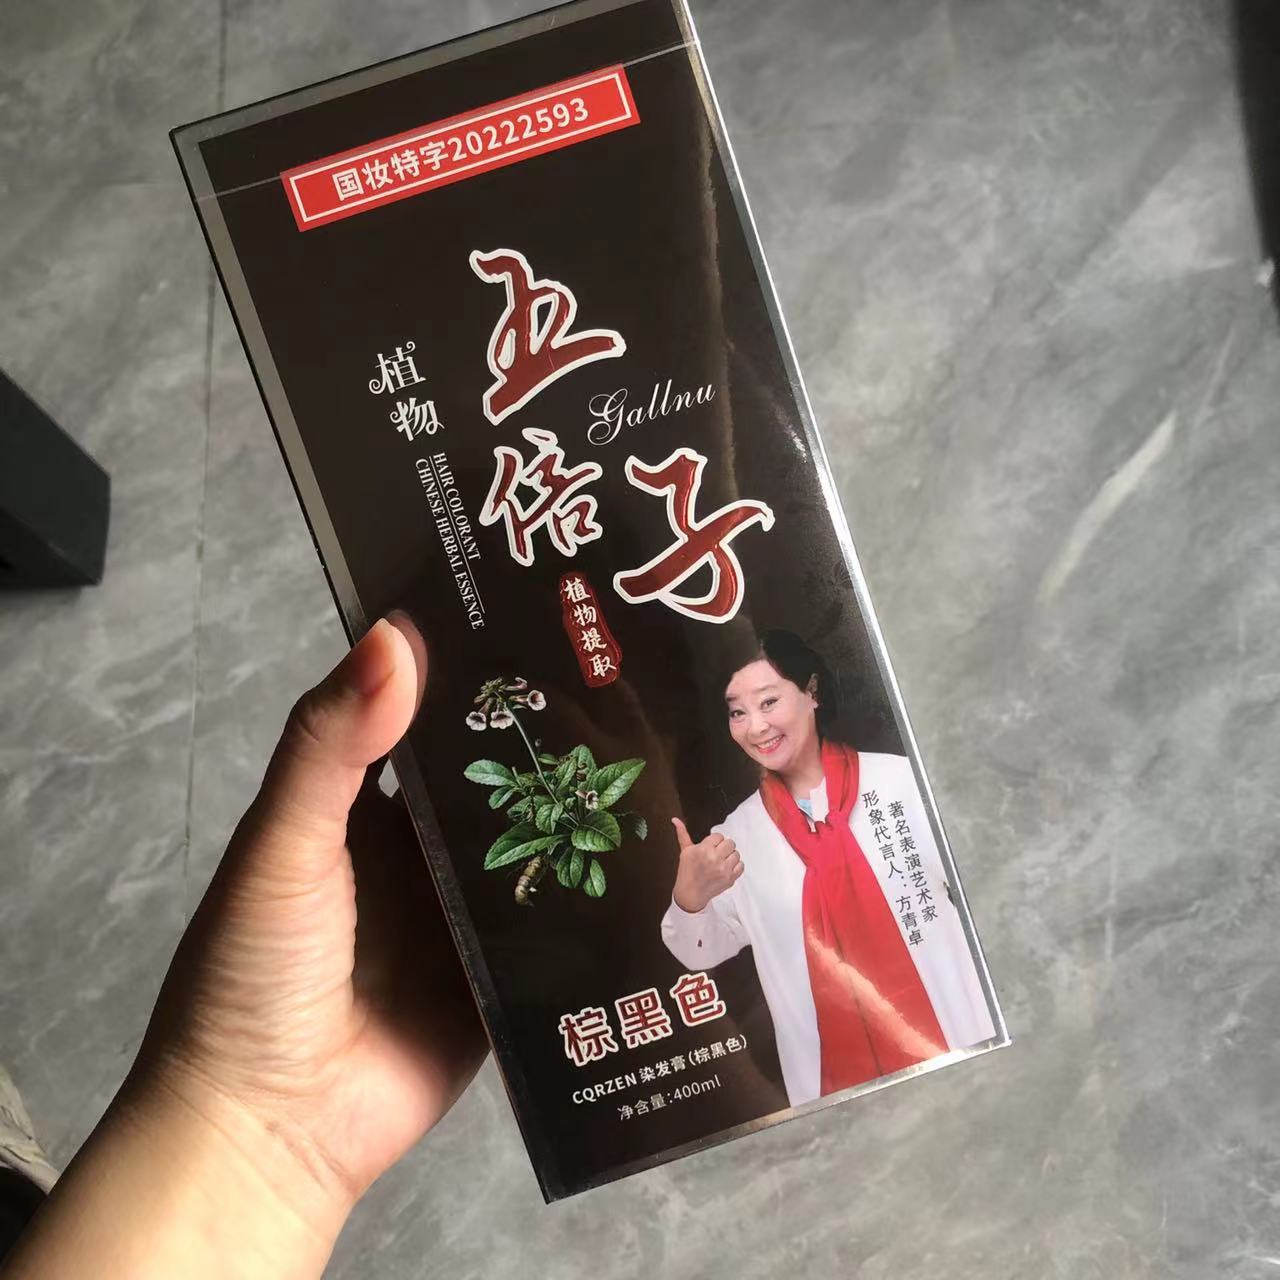 国妆特字20222593
五倍子
Gallnu
植物
HAIR COLORANT
CHINESE HERBAL ESSENCE
植物提取
著名表演艺术家
形象代言人：方青卓
棕黑色
CQRZEN 染发膏(棕黑色)
净含量:400ml